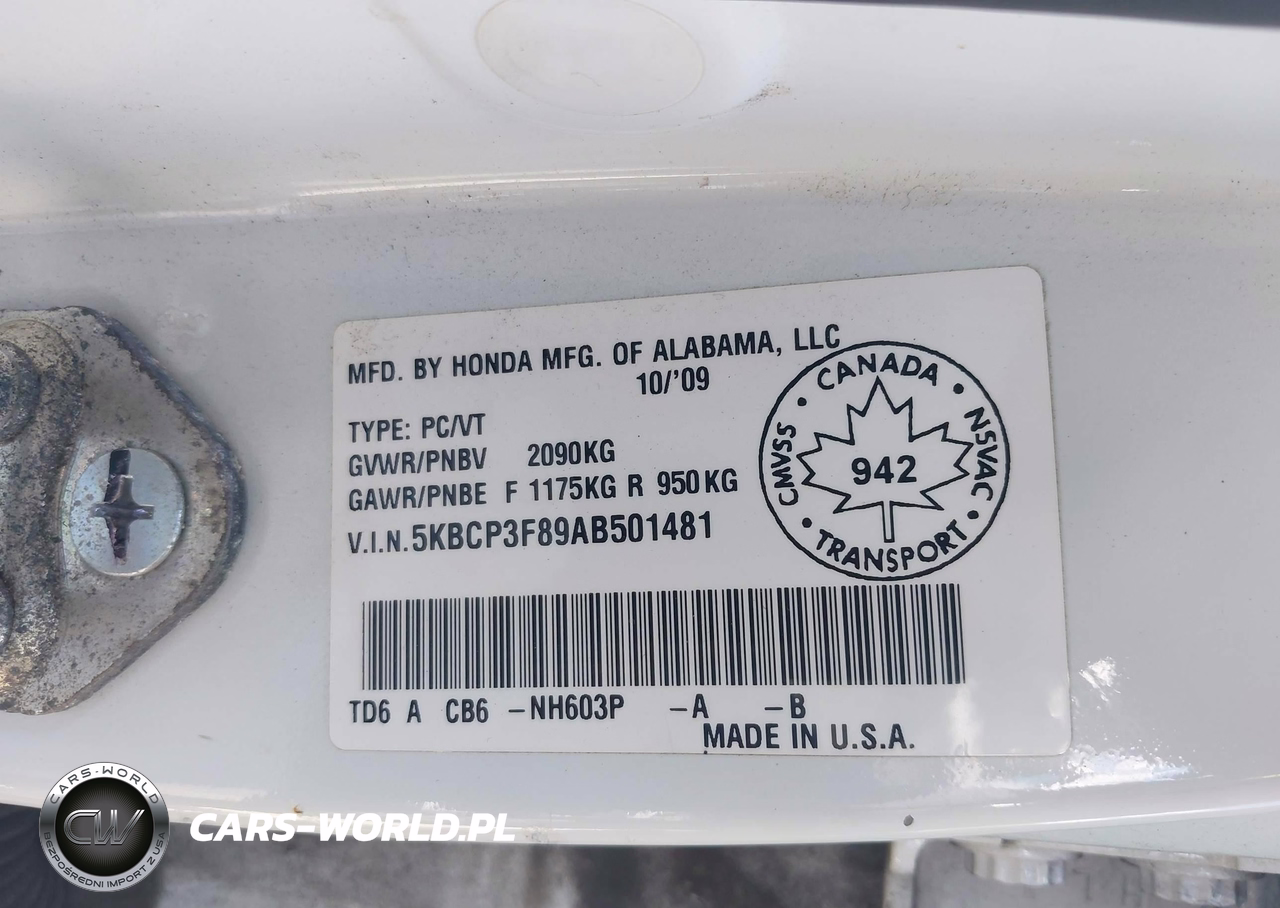 MFD. BY HONDA MFG. OF ALABAMA, LLC
10/'09
TYPE: PC/VT
GVWR/PNBV 2090KG
GAWR/PNBE F 1175KG R 950KG
V.I.N. 5KBCP3F89AB501481
CANADA • NSVAC • TRANSPORT • CMVSS •
942
TD6 A CB6 -NH603P -A -B
MADE IN U.S.A.
CARS-WORLD
CW
BEZPOŚREDNI IMPORT Z USA
CARS-WORLD.PL